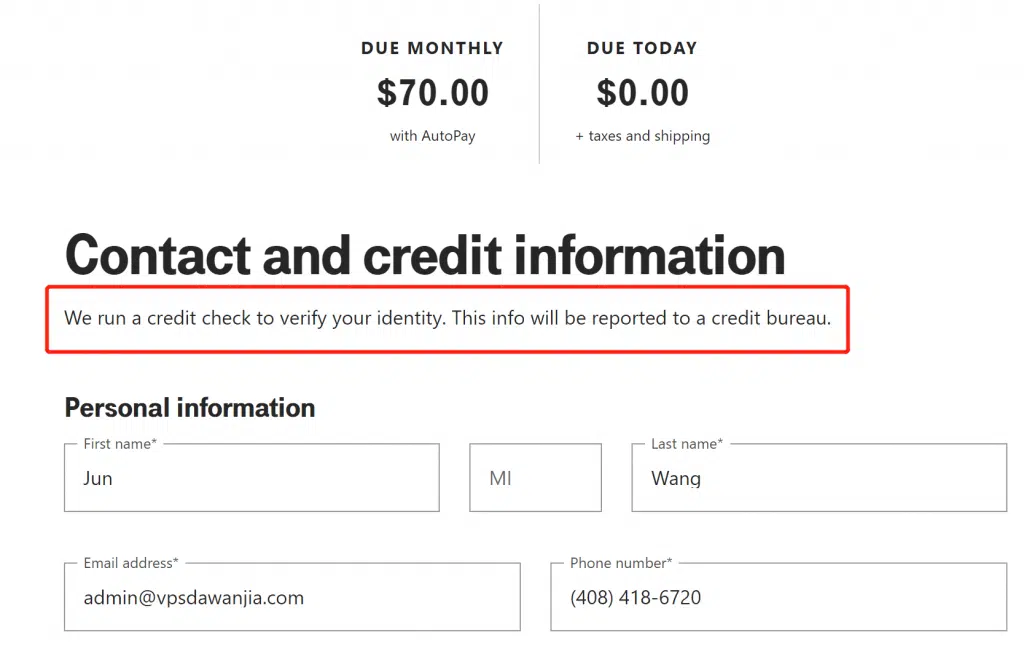 DUE MONTHLY
$70.00
with AutoPay
DUE TODAY
$0.00
+ taxes and shipping
Contact and credit information
We run a credit check to verify your identity. This info will be reported to a credit bureau.
Personal information
First name*
Jun
MI
Last name*
Wang
Email address*
admin@vpsdawanjia.com
Phone number*
(408) 418-6720